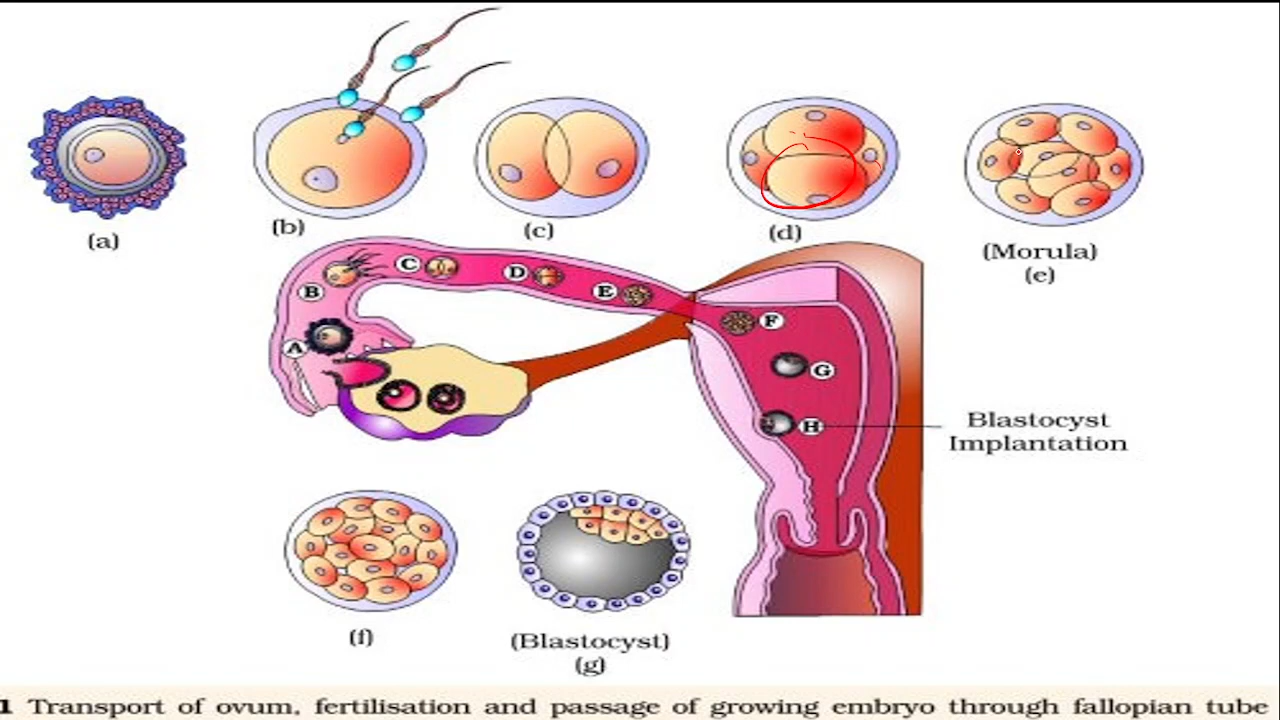 (a)
(b)
(c)
(d)
(Morula)
(e)
A
B
C
D
E
F
G
H
Blastocyst
Implantation
(f)
(Blastocyst)
(g)
1 Transport of ovum, fertilisation and passage of growing embryo through fallopian tube